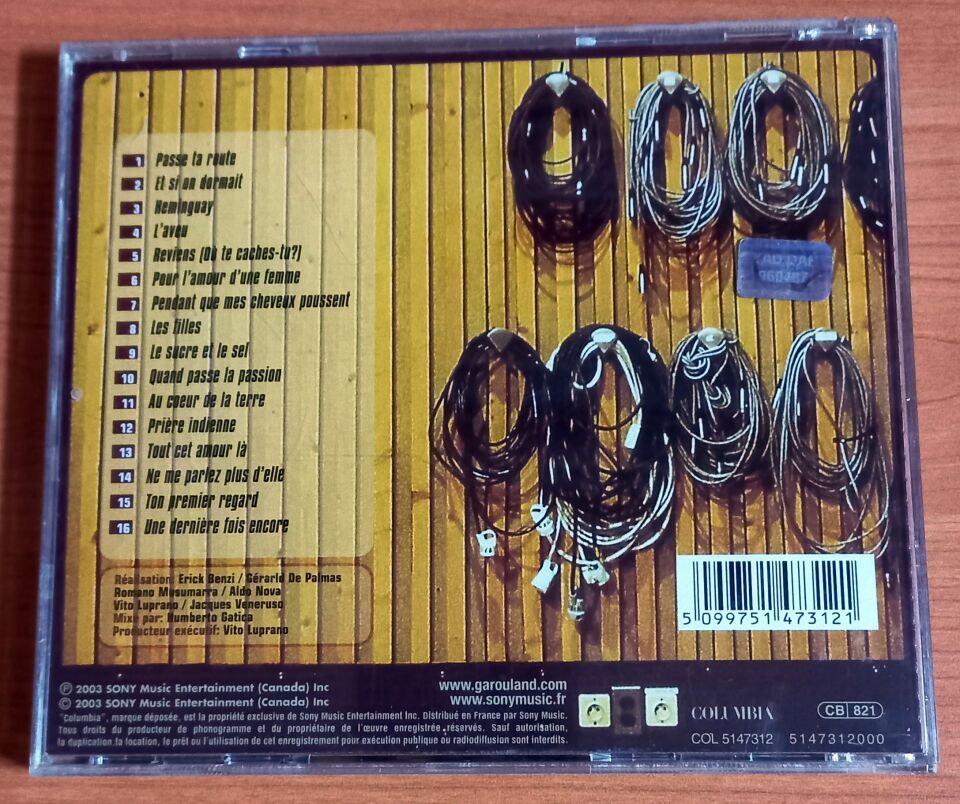 1 Passe ta route
2 Et si on dormait
3 Hemingway
4 L'aveu
5 Reviens (Où te caches-tu?)
6 Pour l'amour d'une femme
7 Pendant que mes cheveux poussent
8 Les filles
9 Le sucre et le sel
10 Quand passe la passion
11 Au coeur de la terre
12 Prière indienne
13 Tout cet amour là
14 Ne me parlez plus d'elle
15 Ton premier regard
16 Une dernière fois encore
Réalisation: Erick Benzi / Gérarld De Palmas
Romano Musumarra / Aldo Nova
Vito Luprano / Jacques Veneruso
Mixé par: Humberto Gatica
Producteur exécutif: Vito Luprano
5 099751 473121
℗ 2003 SONY Music Entertainment (Canada) Inc
© 2003 SONY Music Entertainment (Canada) Inc
"Columbia", marque déposée, est la propriété exclusive de Sony Music Entertainment Inc. Distribué en France par Sony Music.
Tous droits du producteur de phonogramme et du propriétaire de l'œuvre enregistrée réservés. Sauf autorisation,
la duplication, la location, le prêt ou l'utilisation de cet enregistrement pour exécution publique ou radiodiffusion sont interdits.
www.garouland.com
www.sonymusic.fr
COLUMBIA
CB 821
COL 5147312 5147312000